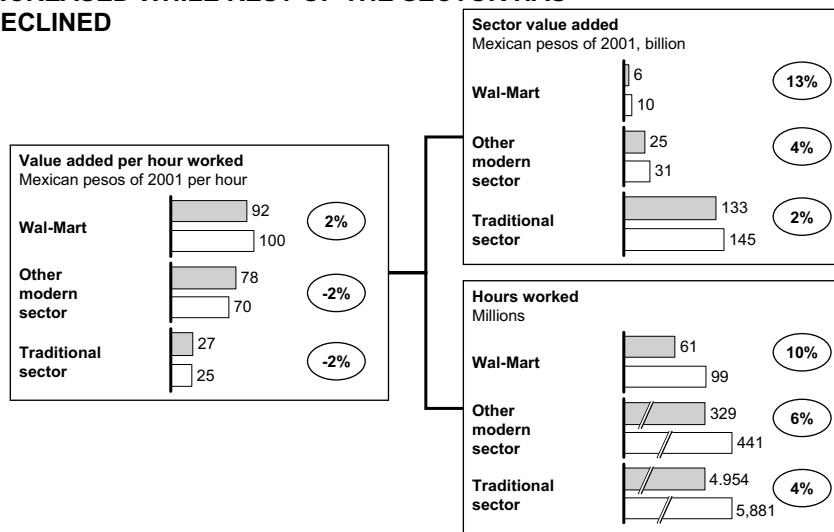 ECLINED
Value added per hour worked
Mexican pesos of 2001 per hour
Wal-Mart
92
100
2%
Other
modern
sector
78
70
-2%
Traditional
sector
27
25
-2%
Sector value added
Mexican pesos of 2001, billion
Wal-Mart
6
10
13%
Other
modern
sector
25
31
4%
Traditional
sector
133
145
2%
Hours worked
Millions
Wal-Mart
61
99
10%
Other
modern
sector
329
441
6%
Traditional
sector
4.954
5,881
4%